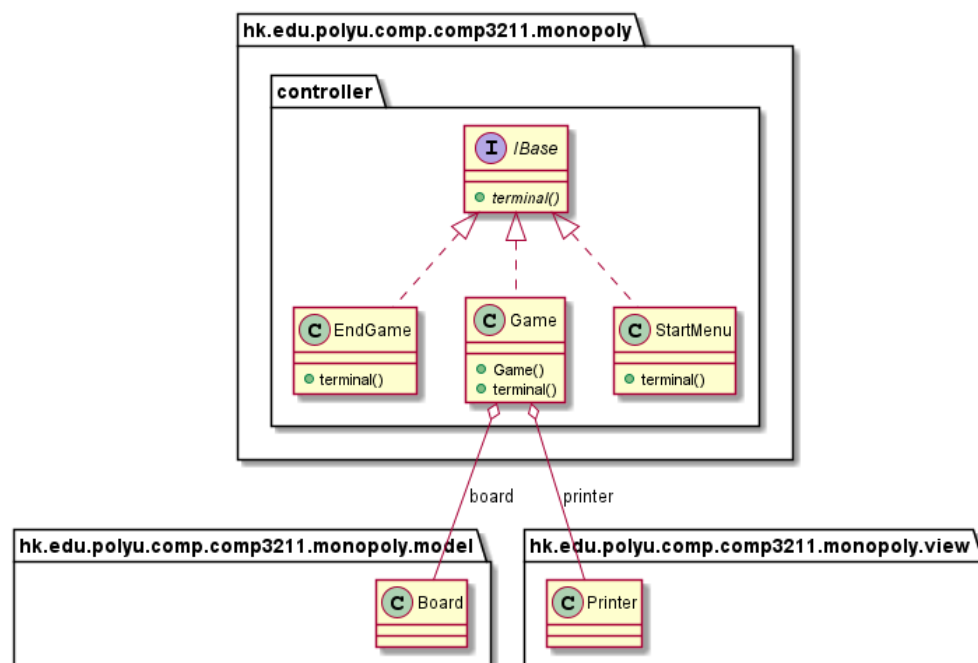 hk.edu.polyu.comp.comp3211.monopoly
controller
I IBase
terminal()
C EndGame
terminal()
C Game
Game()
terminal()
C StartMenu
terminal()
board
printer
hk.edu.polyu.comp.comp3211.monopoly.model
C Board
hk.edu.polyu.comp.comp3211.monopoly.view
C Printer